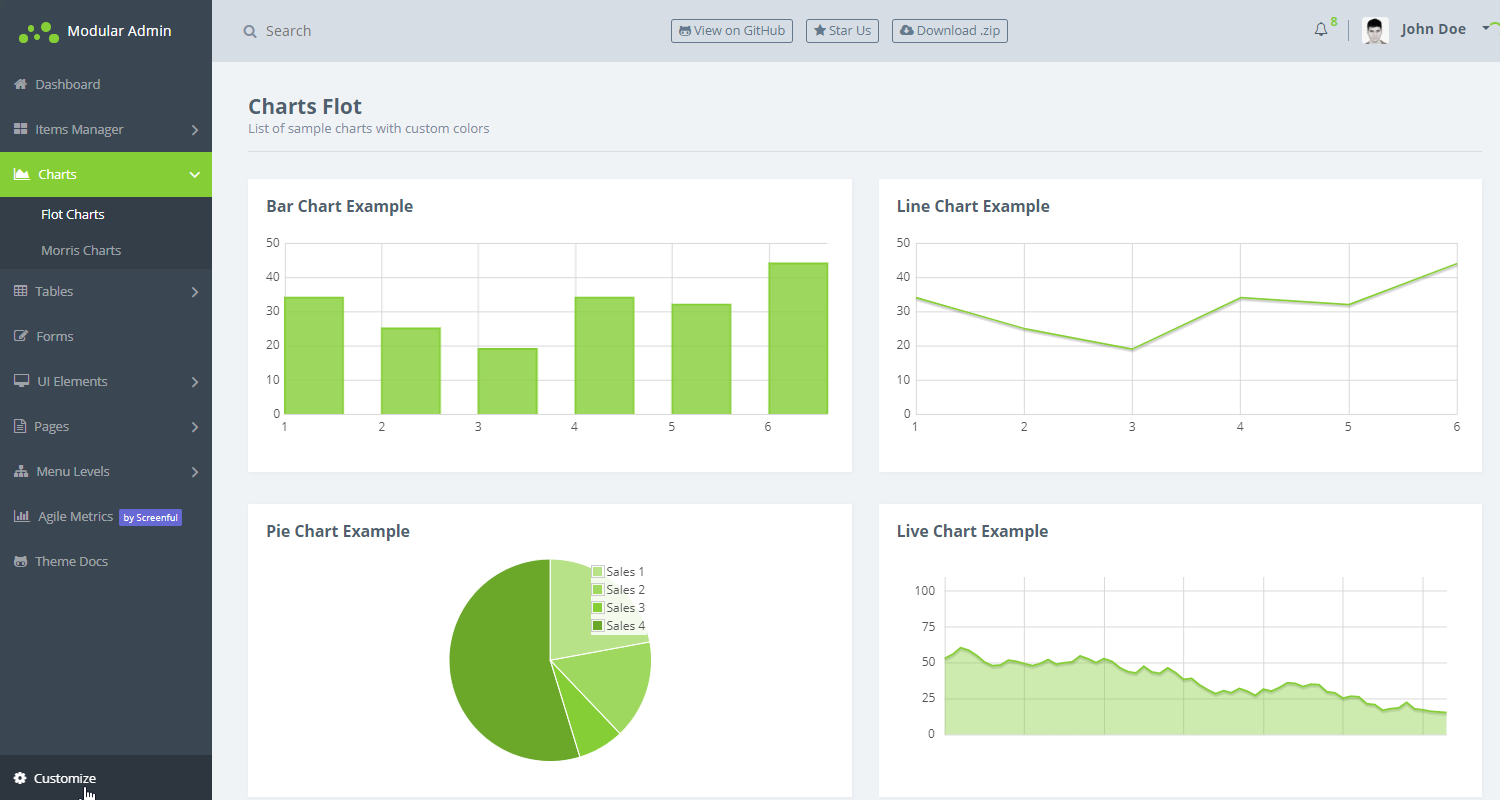 Modular Admin
Search
View on GitHub
Star Us
Download .zip
8
John Doe
Dashboard
Items Manager
Charts
Flot Charts
Morris Charts
Tables
Forms
UI Elements
Pages
Menu Levels
Agile Metrics by Screenful
Theme Docs
Customize
Charts Flot
List of sample charts with custom colors
Bar Chart Example
50
40
30
20
10
0
1 2 3 4 5 6
Line Chart Example
50
40
30
20
10
0
1 2 3 4 5 6
Pie Chart Example
Sales 1
Sales 2
Sales 3
Sales 4
Live Chart Example
100
75
50
25
0